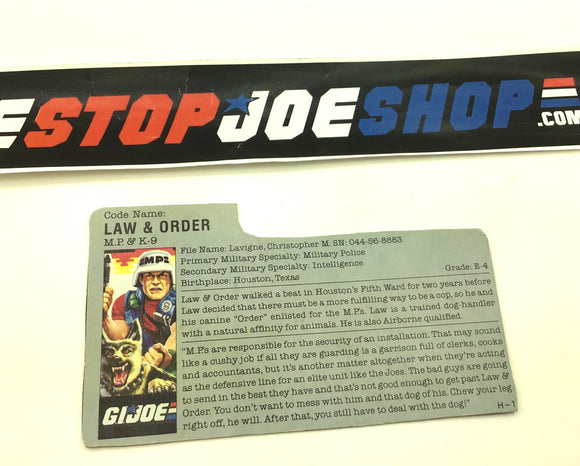 ESTOPJOESHOP
.COM
Code Name:
LAW & ORDER
M.P. & K-9
File Name: Lavigne, Christopher M. SN: 044-56-8883
Primary Military Specialty: Military Police
Secondary Military Specialty: Intelligence
Birthplace: Houston, Texas
Grade: E-4
MP
Law & Order walked a beat in Houston's Fifth Ward for two years before
Law decided that there must be a more fulfilling way to be a cop, so he and
his canine "Order" enlisted for the M.P.s. Law is a trained dog-handler
with a natural affinity for animals. He is also Airborne qualified.
"M.P.s are responsible for the security of an installation. That may sound
like a cushy job if all they are guarding is a garrison full of clerks, cooks
and accountants, but it's another matter altogether when they're acting
as the defensive line for an elite unit like the Joes. The bad guys are going
to send in the best they have and that's not good enough to get past Law &
Order. You don't want to mess with him and that dog of his. Chew your leg
right off, he will. After that, you still have to deal with the dog!"
G.I. JOE
H-1